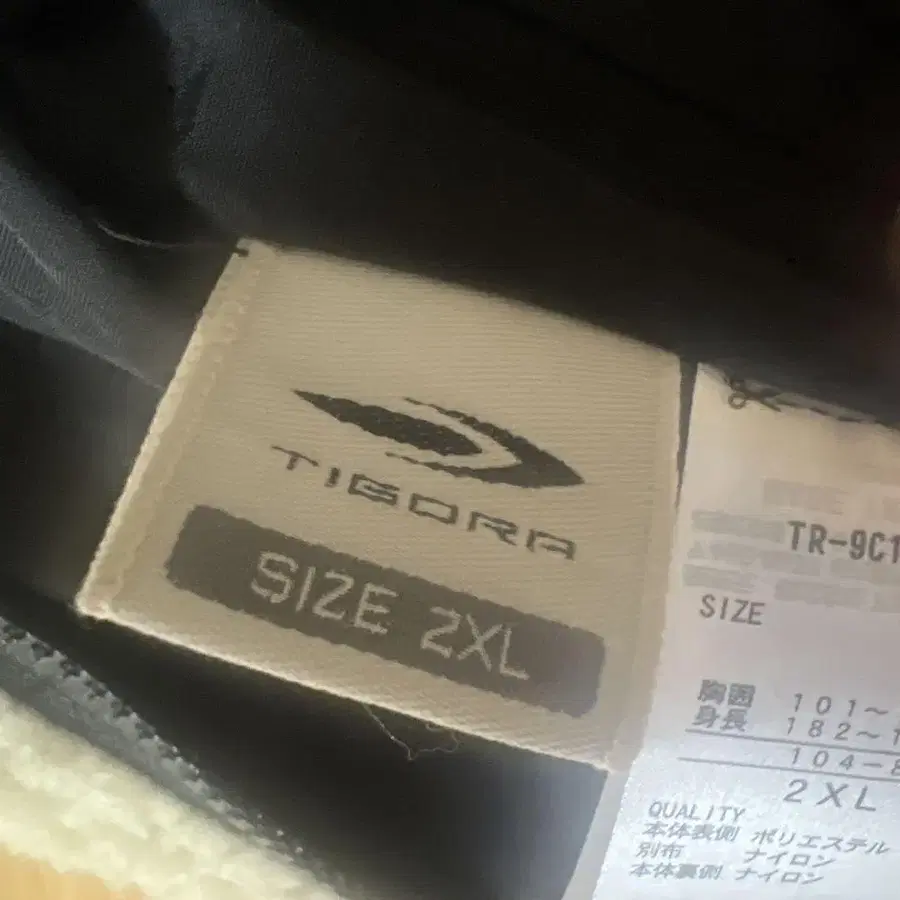 TIGORA
SIZE 2XL
TR-9C1
SIZE
胸囲 101~
身長 182~1
104-8
2XL
QUALITY
本体表側 ポリエステル
別布 ナイロン
本体裏側 ナイロン